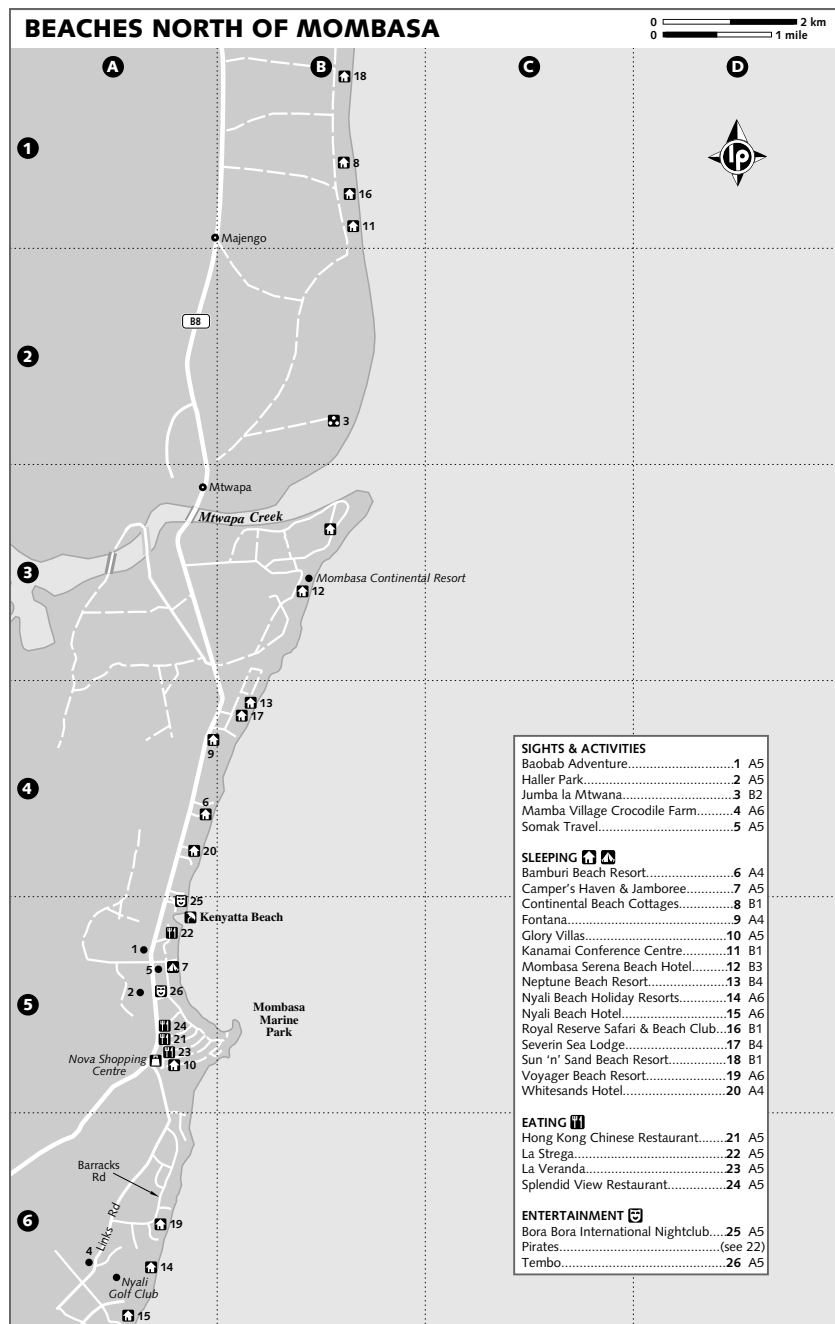 BEACHES NORTH OF MOMBASA
0 2 km
0 1 mile
A B C D
1
2
3
4
5
6
lp
18
8
16
11
Majengo
B8
3
Mtwapa
Mtwapa Creek
Mombasa Continental Resort
12
13
17
9
6
20
25
Kenyatta Beach
22
1
5
7
2
26
Mombasa
Marine
Park
24
21
23
Nova Shopping
Centre
10
Barracks
Rd
Links Rd
19
4
14
Nyali
Golf Club
15
SIGHTS & ACTIVITIES
Baobab Adventure..................1 A5
Haller Park..................2 A5
Jumba la Mtwana..................3 B2
Mamba Village Crocodile Farm.........4 A6
Somak Travel..................5 A5
SLEEPING
Bamburi Beach Resort..................6 A4
Camper's Haven & Jamboree.........7 A5
Continental Beach Cottages.........8 B1
Fontana..................9 A4
Glory Villas..................10 A5
Kanamai Conference Centre.........11 B1
Mombasa Serena Beach Hotel.......12 B3
Neptune Beach Resort..................13 B4
Nyali Beach Holiday Resorts.........14 A6
Nyali Beach Hotel..................15 A6
Royal Reserve Safari & Beach Club...16 B1
Severin Sea Lodge..................17 B4
Sun 'n' Sand Beach Resort.........18 B1
Voyager Beach Resort..................19 A6
Whitesands Hotel..................20 A4
EATING
Hong Kong Chinese Restaurant.......21 A5
La Strega..................22 A5
La Veranda..................23 A5
Splendid View Restaurant.........24 A5
ENTERTAINMENT
Bora Bora International Nightclub....25 A5
Pirates..................(see 22)
Tembo..................26 A5